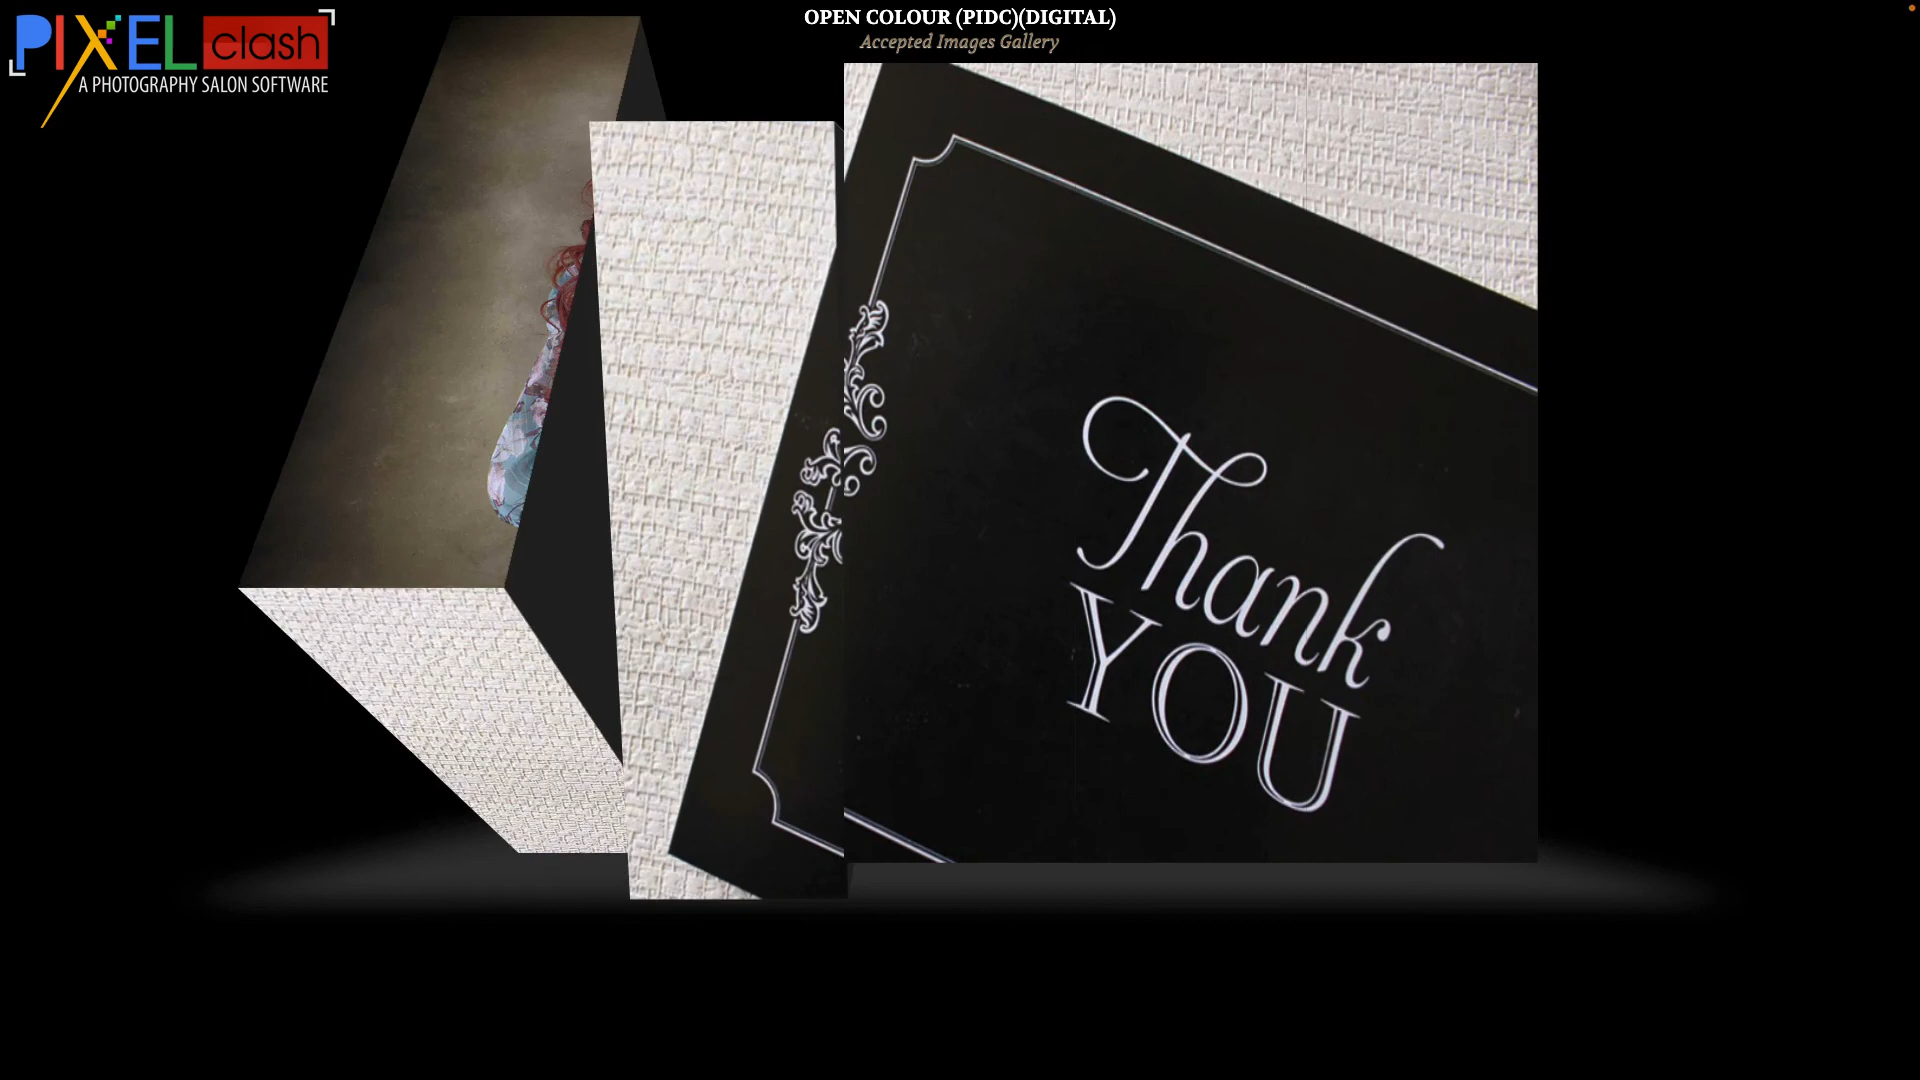 PIXEL clash
A PHOTOGRAPHY SALON SOFTWARE
OPEN COLOUR (PIDC)(DIGITAL)
Accepted Images Gallery
Thank
YOU